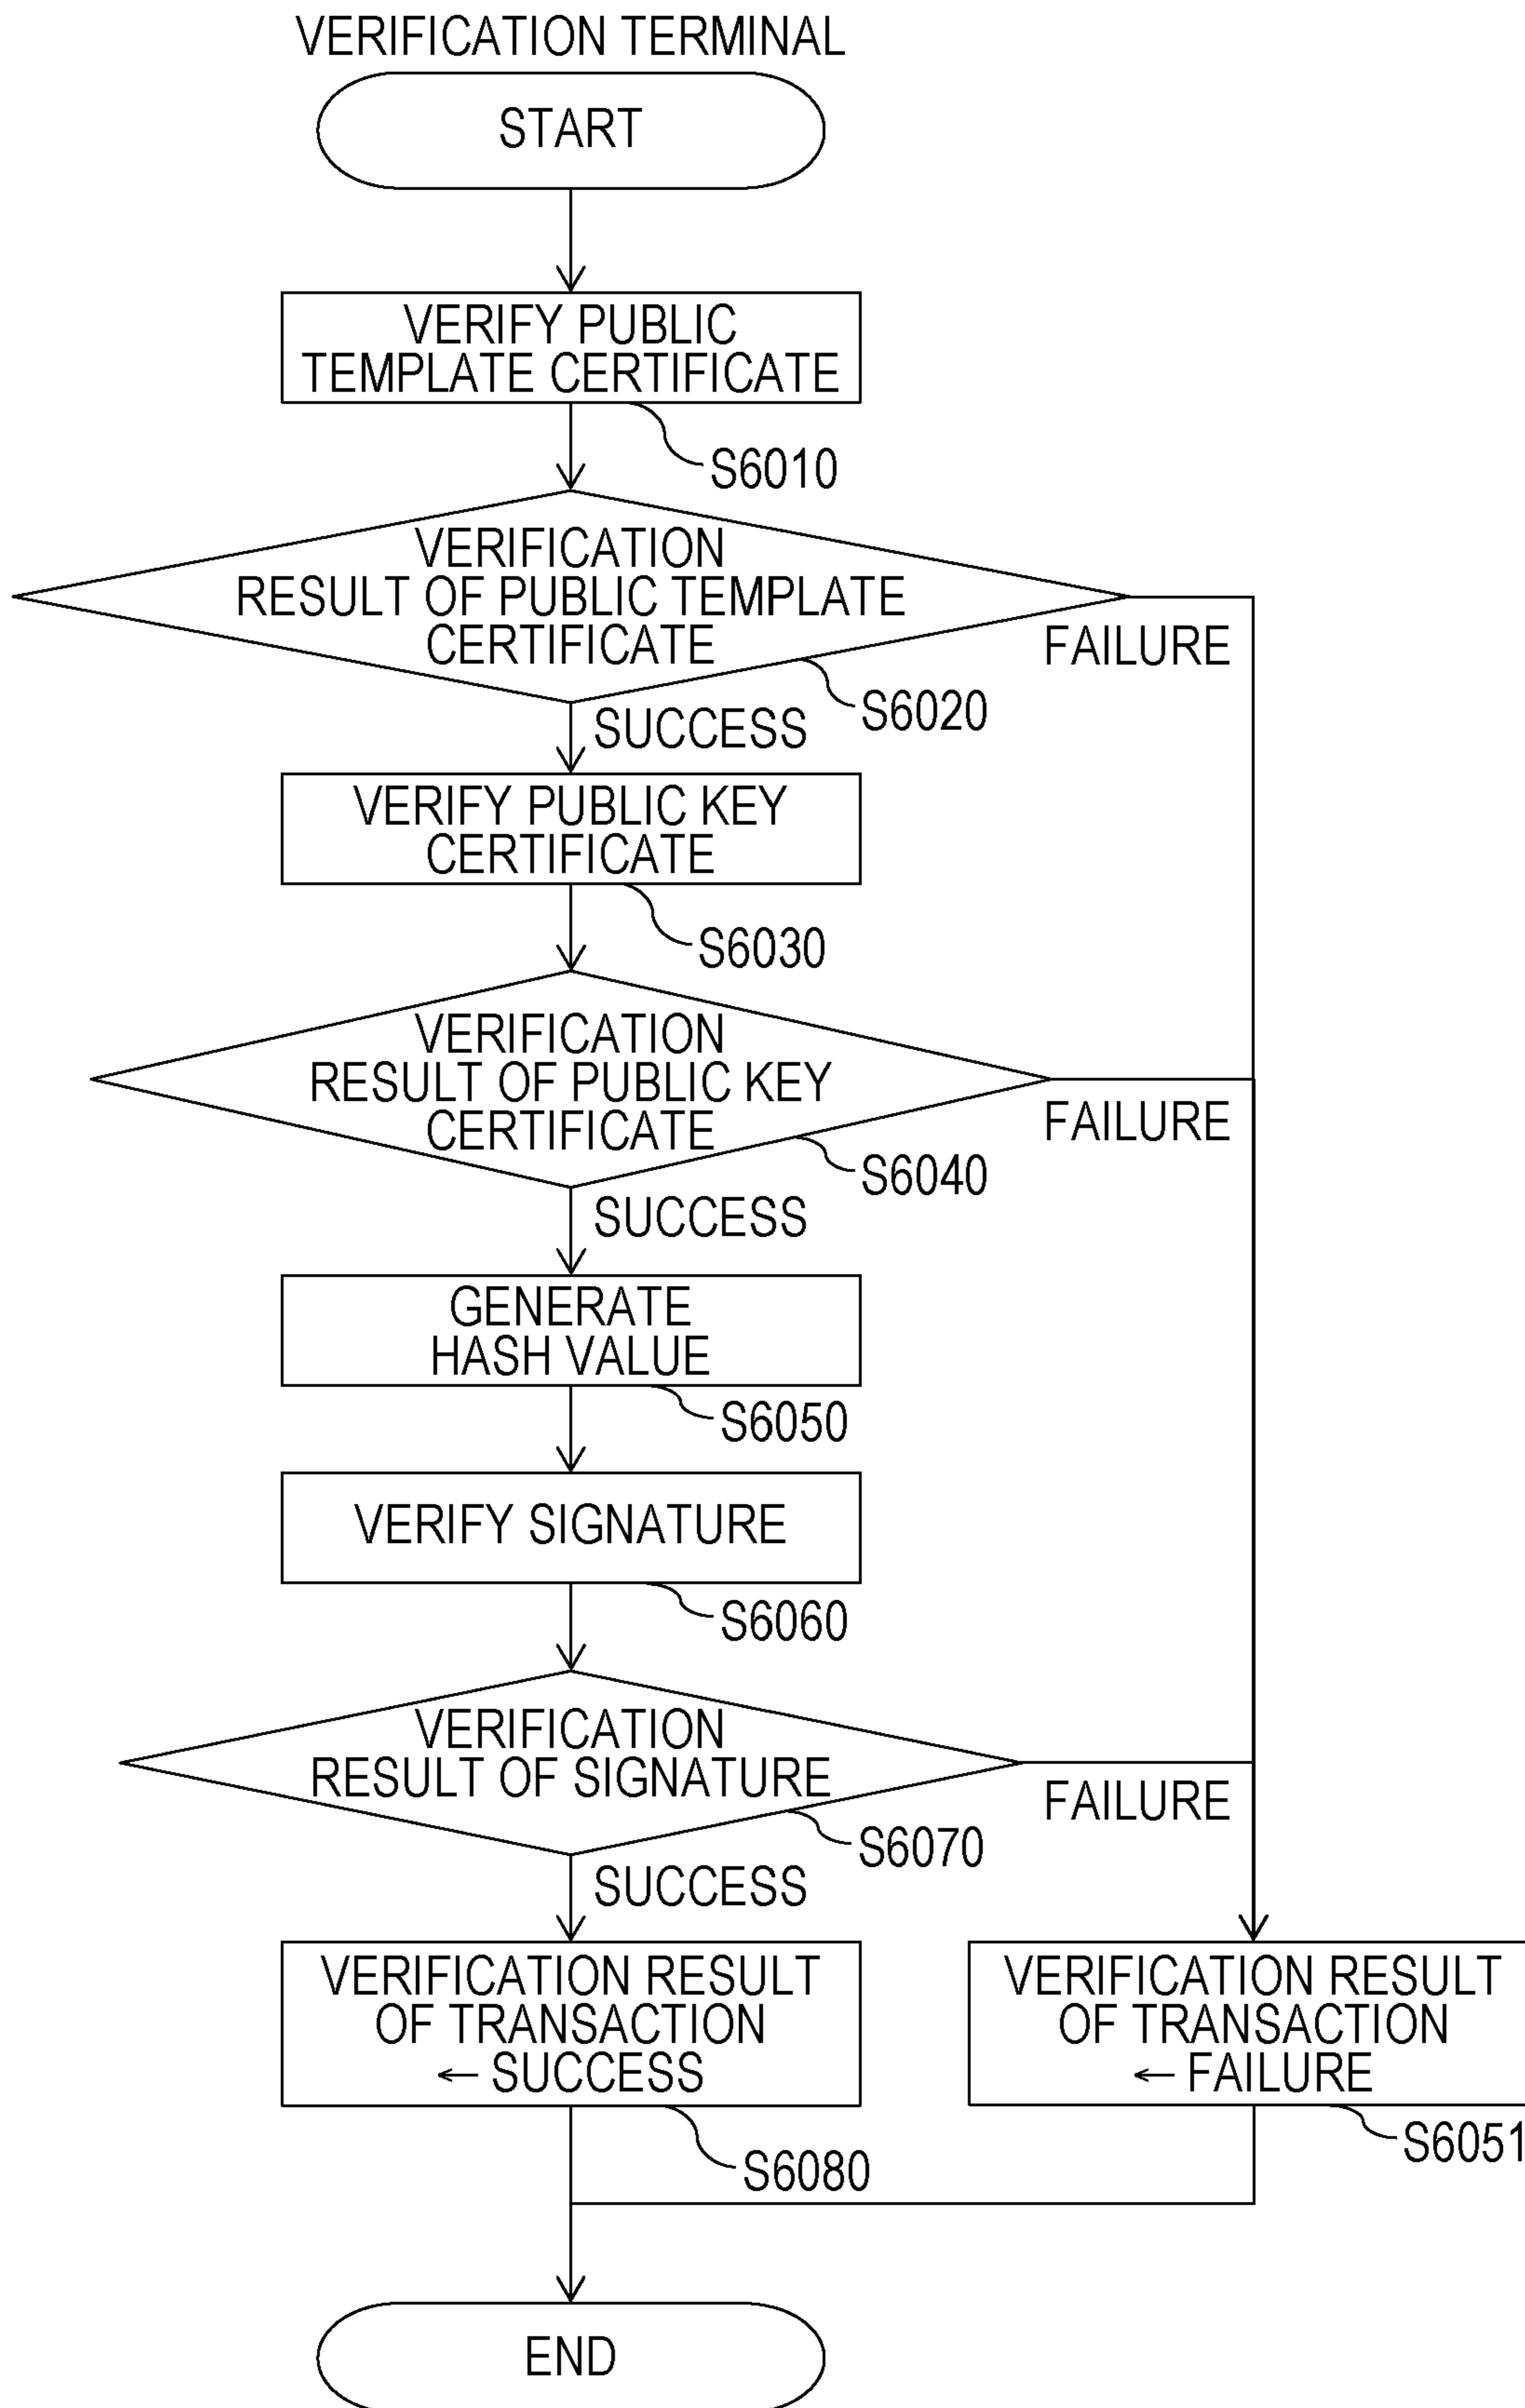 VERIFICATION TERMINAL
START
VERIFY PUBLIC
TEMPLATE CERTIFICATE
S6010
VERIFICATION
RESULT OF PUBLIC TEMPLATE
CERTIFICATE
FAILURE
S6020
SUCCESS
VERIFY PUBLIC KEY
CERTIFICATE
S6030
VERIFICATION
RESULT OF PUBLIC KEY
CERTIFICATE
FAILURE
S6040
SUCCESS
GENERATE
HASH VALUE
S6050
VERIFY SIGNATURE
S6060
VERIFICATION
RESULT OF SIGNATURE
FAILURE
S6070
SUCCESS
VERIFICATION RESULT
OF TRANSACTION
← SUCCESS
S6080
VERIFICATION RESULT
OF TRANSACTION
← FAILURE
S6051
END